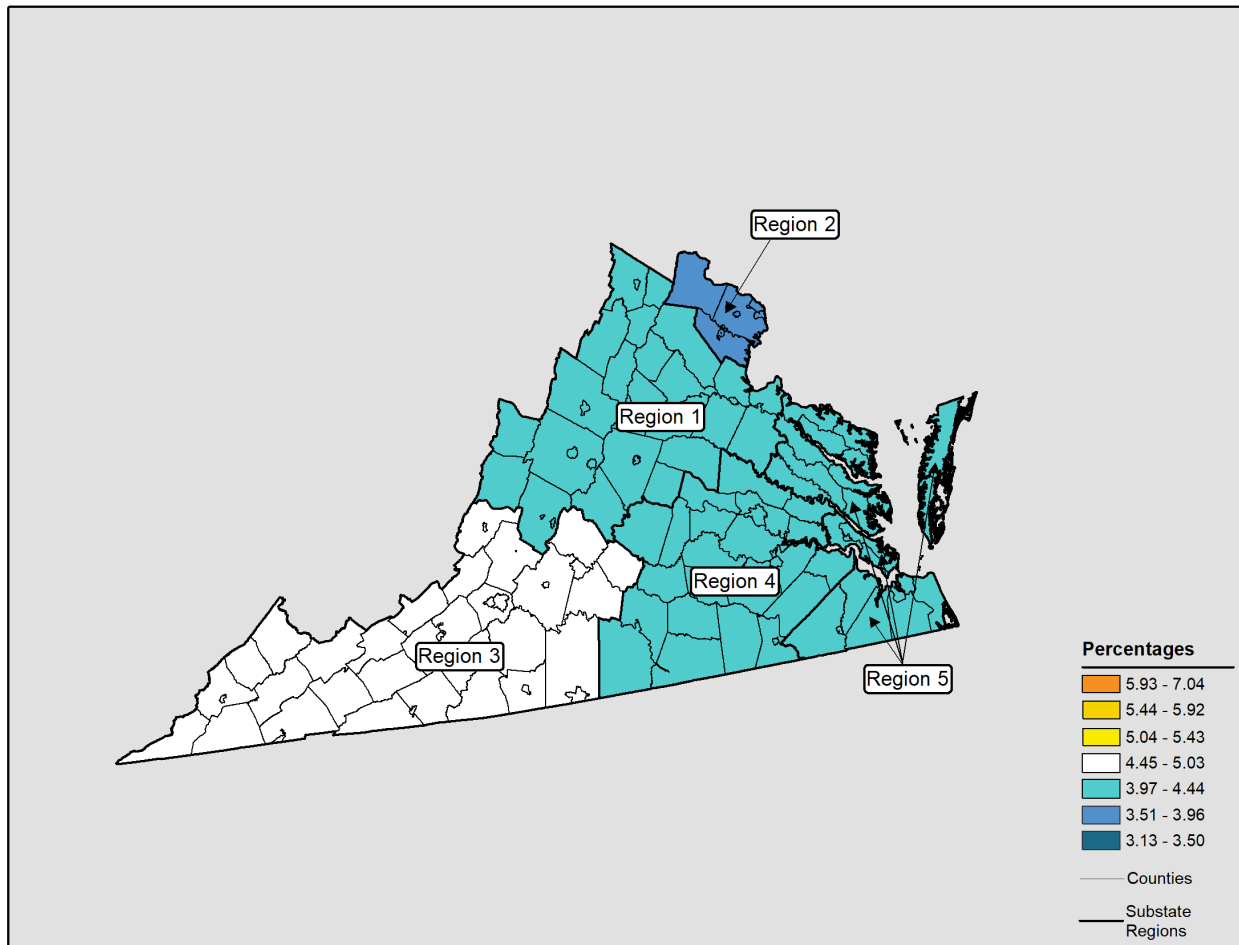 Region 2
Region 1
Region 4
Region 3
Region 5
Percentages
5.93 - 7.04
5.44 - 5.92
5.04 - 5.43
4.45 - 5.03
3.97 - 4.44
3.51 - 3.96
3.13 - 3.50
Counties
Substate
Regions